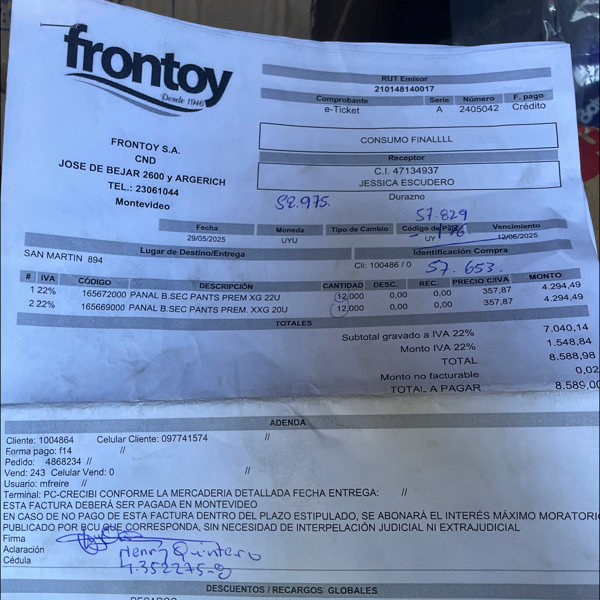 frontoy
Desde 1946
RUT Emisor
210148140017
Comprobante Serie Número F. pago
e-Ticket A 2405042 Crédito
FRONTOY S.A.
CND
JOSE DE BEJAR 2600 y ARGERICH
TEL.: 23061044
Montevideo
CONSUMO FINALLLL
Receptor
C.I. 47134937
JESSICA ESCUDERO
Durazno
58.975.
57.829
- 176
Fecha Moneda Tipo de Cambio Código de País Vencimiento
29/05/2025 UYU UY 12/06/2025
Lugar de Destino/Entrega Identificación Compra
SAN MARTIN 894 Cli: 100486 / 0
57.653.
# IVA CÓDIGO DESCRIPCIÓN CANTIDAD DESC. REC. PRECIO C/IVA MONTO
1 22% 165672000 PANAL B.SEC PANTS PREM XG 22U 12,000 0,00 0,00 357,87 4.294,49
2 22% 165669000 PANAL B.SEC PANTS PREM. XXG 20U 12,000 0,00 0,00 357,87 4.294,49
TOTALES
Subtotal gravado a IVA 22% 7.040,14
Monto IVA 22% 1.548,84
TOTAL 8.588,98
Monto no facturable 0,02
TOTAL A PAGAR 8.589,00
ADENDA
Cliente: 1004864 Celular Cliente: 097741574 //
Forma pago: f14 //
Pedido: 4868234 //
Vend: 243 Celular Vend: 0 //
Usuario: mfreire //
Terminal: PC-CRECIBI CONFORME LA MERCADERIA DETALLADA FECHA ENTREGA: //
ESTA FACTURA DEBERÁ SER PAGADA EN MONTEVIDEO
EN CASO DE NO PAGO DE ESTA FACTURA DENTRO DEL PLAZO ESTIPULADO, SE ABONARÁ EL INTERÉS MÁXIMO MORATORIO
PUBLICADO POR BCU QUE CORRESPONDA, SIN NECESIDAD DE INTERPELACIÓN JUDICIAL NI EXTRAJUDICIAL
Firma
Aclaración Henry Quintero
Cédula 4.352275-9
DESCUENTOS / RECARGOS GLOBALES